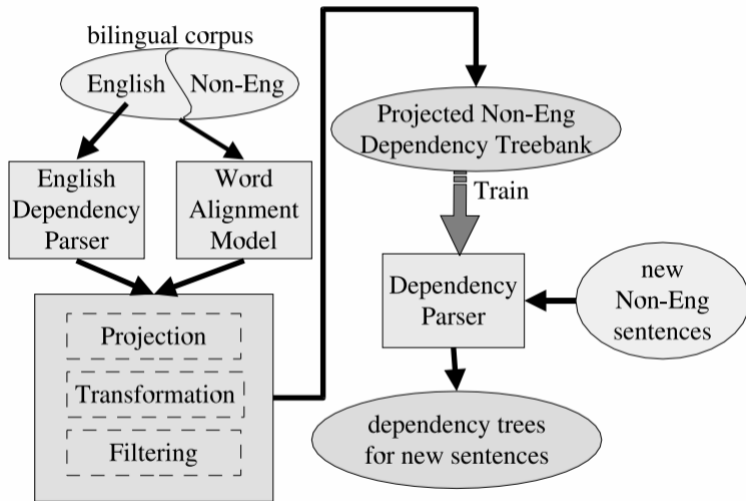 bilingual corpus
English Non-Eng
English
Dependency
Parser
Word
Alignment
Model
Projection
Transformation
Filtering
Projected Non-Eng
Dependency Treebank
Train
Dependency
Parser
new
Non-Eng
sentences
dependency trees
for new sentences